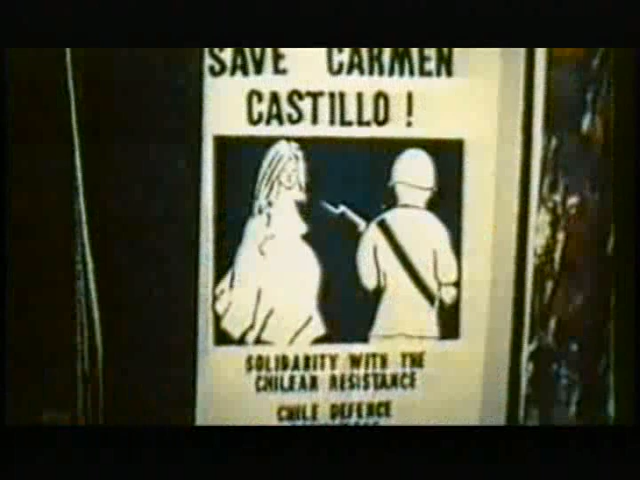 SAVE CARMEN
CASTILLO!
SOLIDARITY WITH THE
CHILEAN RESISTANCE
CHILE DEFENCE